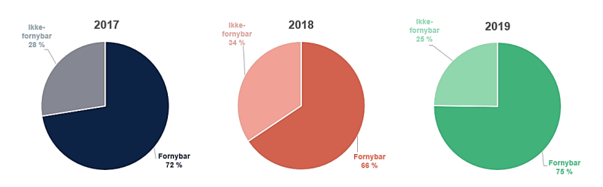 2017
Ikke-
fornybar
28 %
Fornybar
72 %
2018
Ikke-
fornybar
34 %
Fornybar
66 %
2019
Ikke-
fornybar
25 %
Fornybar
75 %